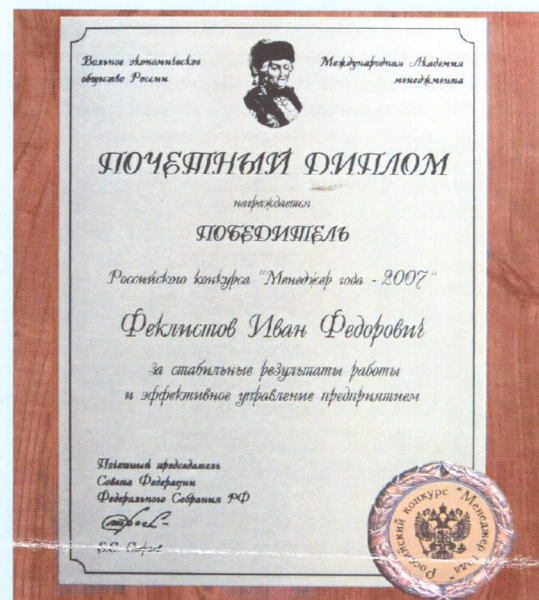 Вольное экономическое
общество России
Международная Академия
менеджмента
ПОЧЕТНЫЙ ДИПЛОМ
награждается
ПОБЕДИТЕЛЬ
Российского конкурса "Менеджер года - 2007"
Феклистов Иван Федорович
за стабильные результаты работы
и эффективное управление предприятием
председатель
Совета Федерации
Федерального Собрания РФ
Российский конкурс "Менеджер года"